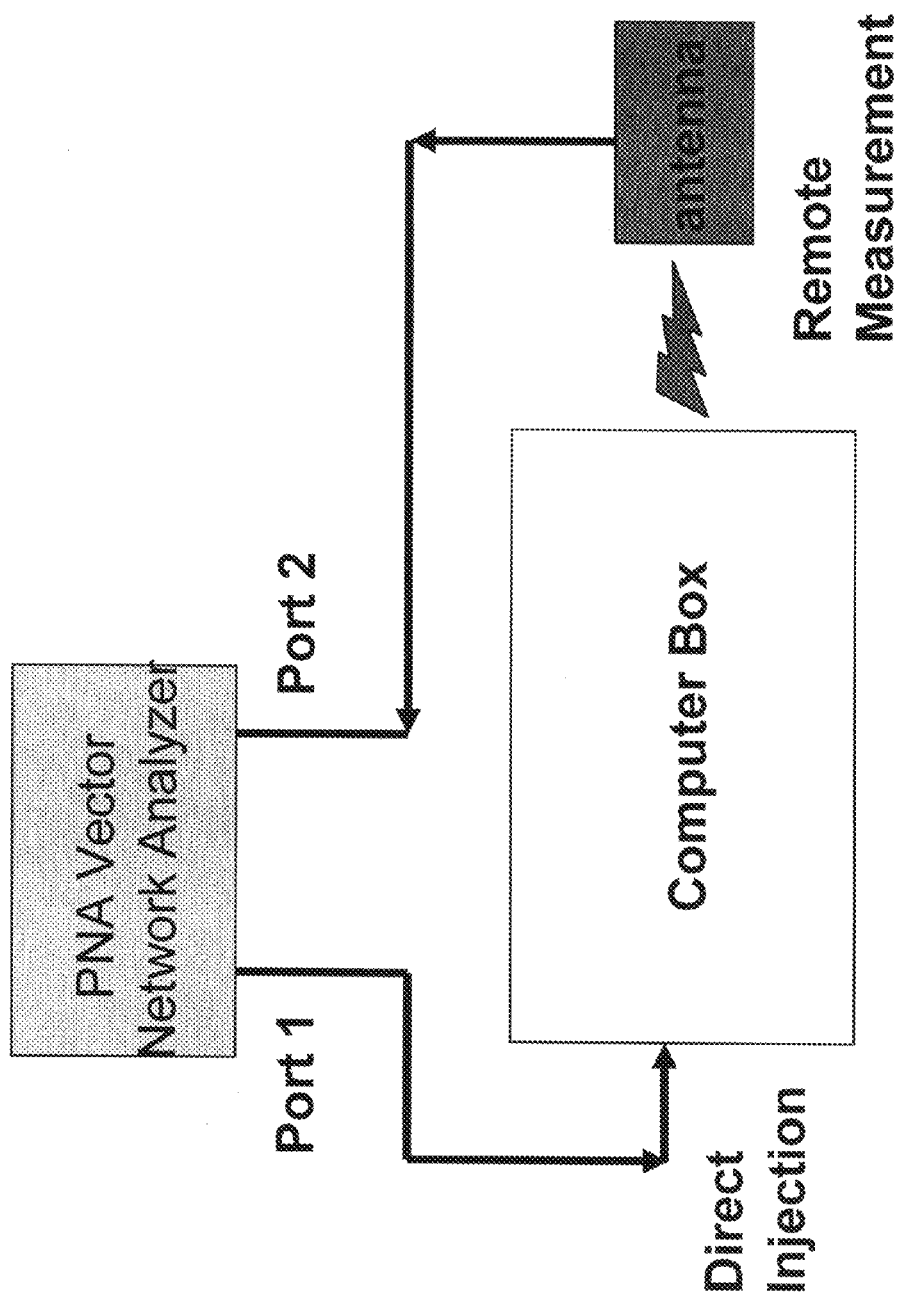 PNA Vector
Network Analyzer
Port 1
Port 2
Direct
Injection
Computer Box
antenna
Remote
Measurement